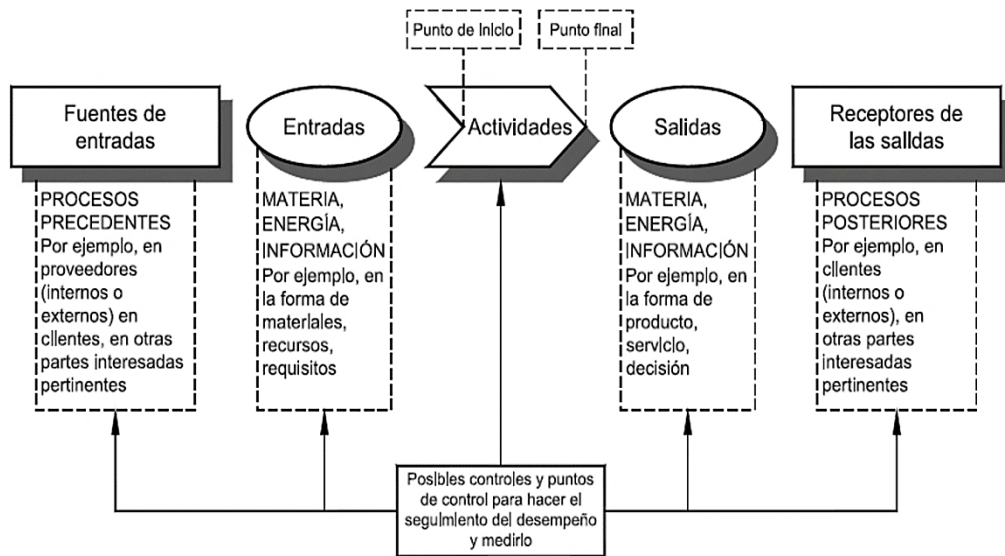 Punto de inicio
Punto final
Fuentes de
entradas
Entradas
Actividades
Salidas
Receptores de
las salidas
PROCESOS
PRECEDENTES
Por ejemplo, en
proveedores
(internos o
externos) en
clientes, en otras
partes interesadas
pertinentes
MATERIA,
ENERGÍA,
INFORMACIÓN
Por ejemplo, en
la forma de
materiales,
recursos,
requisitos
MATERIA,
ENERGÍA,
INFORMACIÓN
Por ejemplo, en
la forma de
producto,
servicio,
decisión
PROCESOS
POSTERIORES
Por ejemplo, en
clientes
(internos o
externos), en
otras partes
interesadas
pertinentes
Posibles controles y puntos
de control para hacer el
seguimiento del desempeño
y medirlo